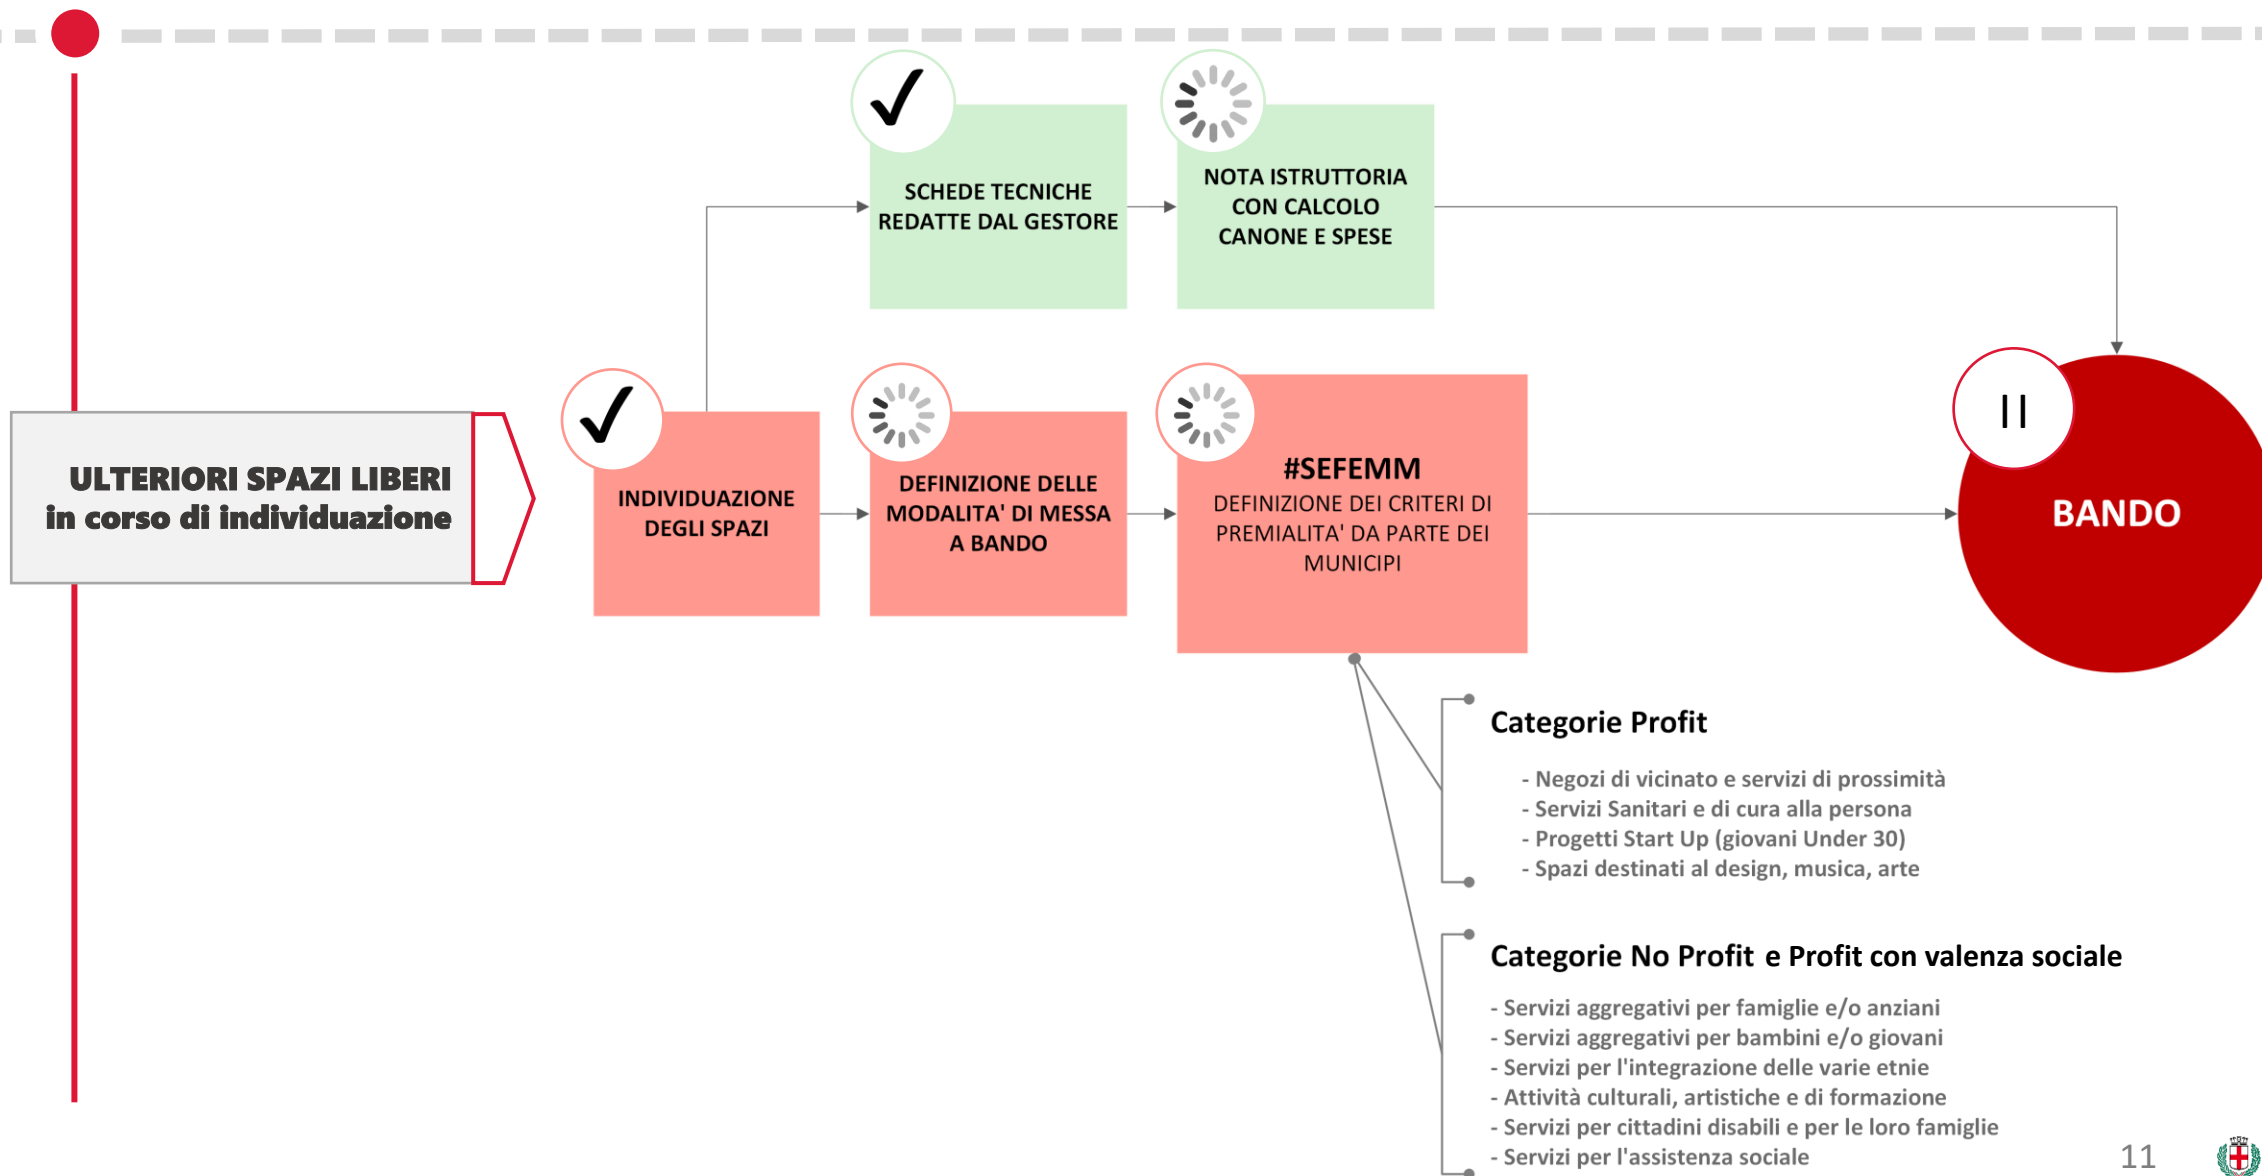 SCHEDE TECNICHE
REDATTE DAL GESTORE
NOTA ISTRUTTORIA
CON CALCOLO
CANONE E SPESE
ULTERIORI SPAZI LIBERI
in corso di individuazione
INDIVIDUAZIONE
DEGLI SPAZI
DEFINIZIONE DELLE
MODALITA' DI MESSA
A BANDO
#SEFEMM
DEFINIZIONE DEI CRITERI DI
PREMIALITA' DA PARTE DEI
MUNICIPI
BANDO
Categorie Profit
- Negozi di vicinato e servizi di prossimità
- Servizi Sanitari e di cura alla persona
- Progetti Start Up (giovani Under 30)
- Spazi destinati al design, musica, arte
Categorie No Profit e Profit con valenza sociale
- Servizi aggregativi per famiglie e/o anziani
- Servizi aggregativi per bambini e/o giovani
- Servizi per l'integrazione delle varie etnie
- Attività culturali, artistiche e di formazione
- Servizi per cittadini disabili e per le loro famiglie
- Servizi per l'assistenza sociale
11